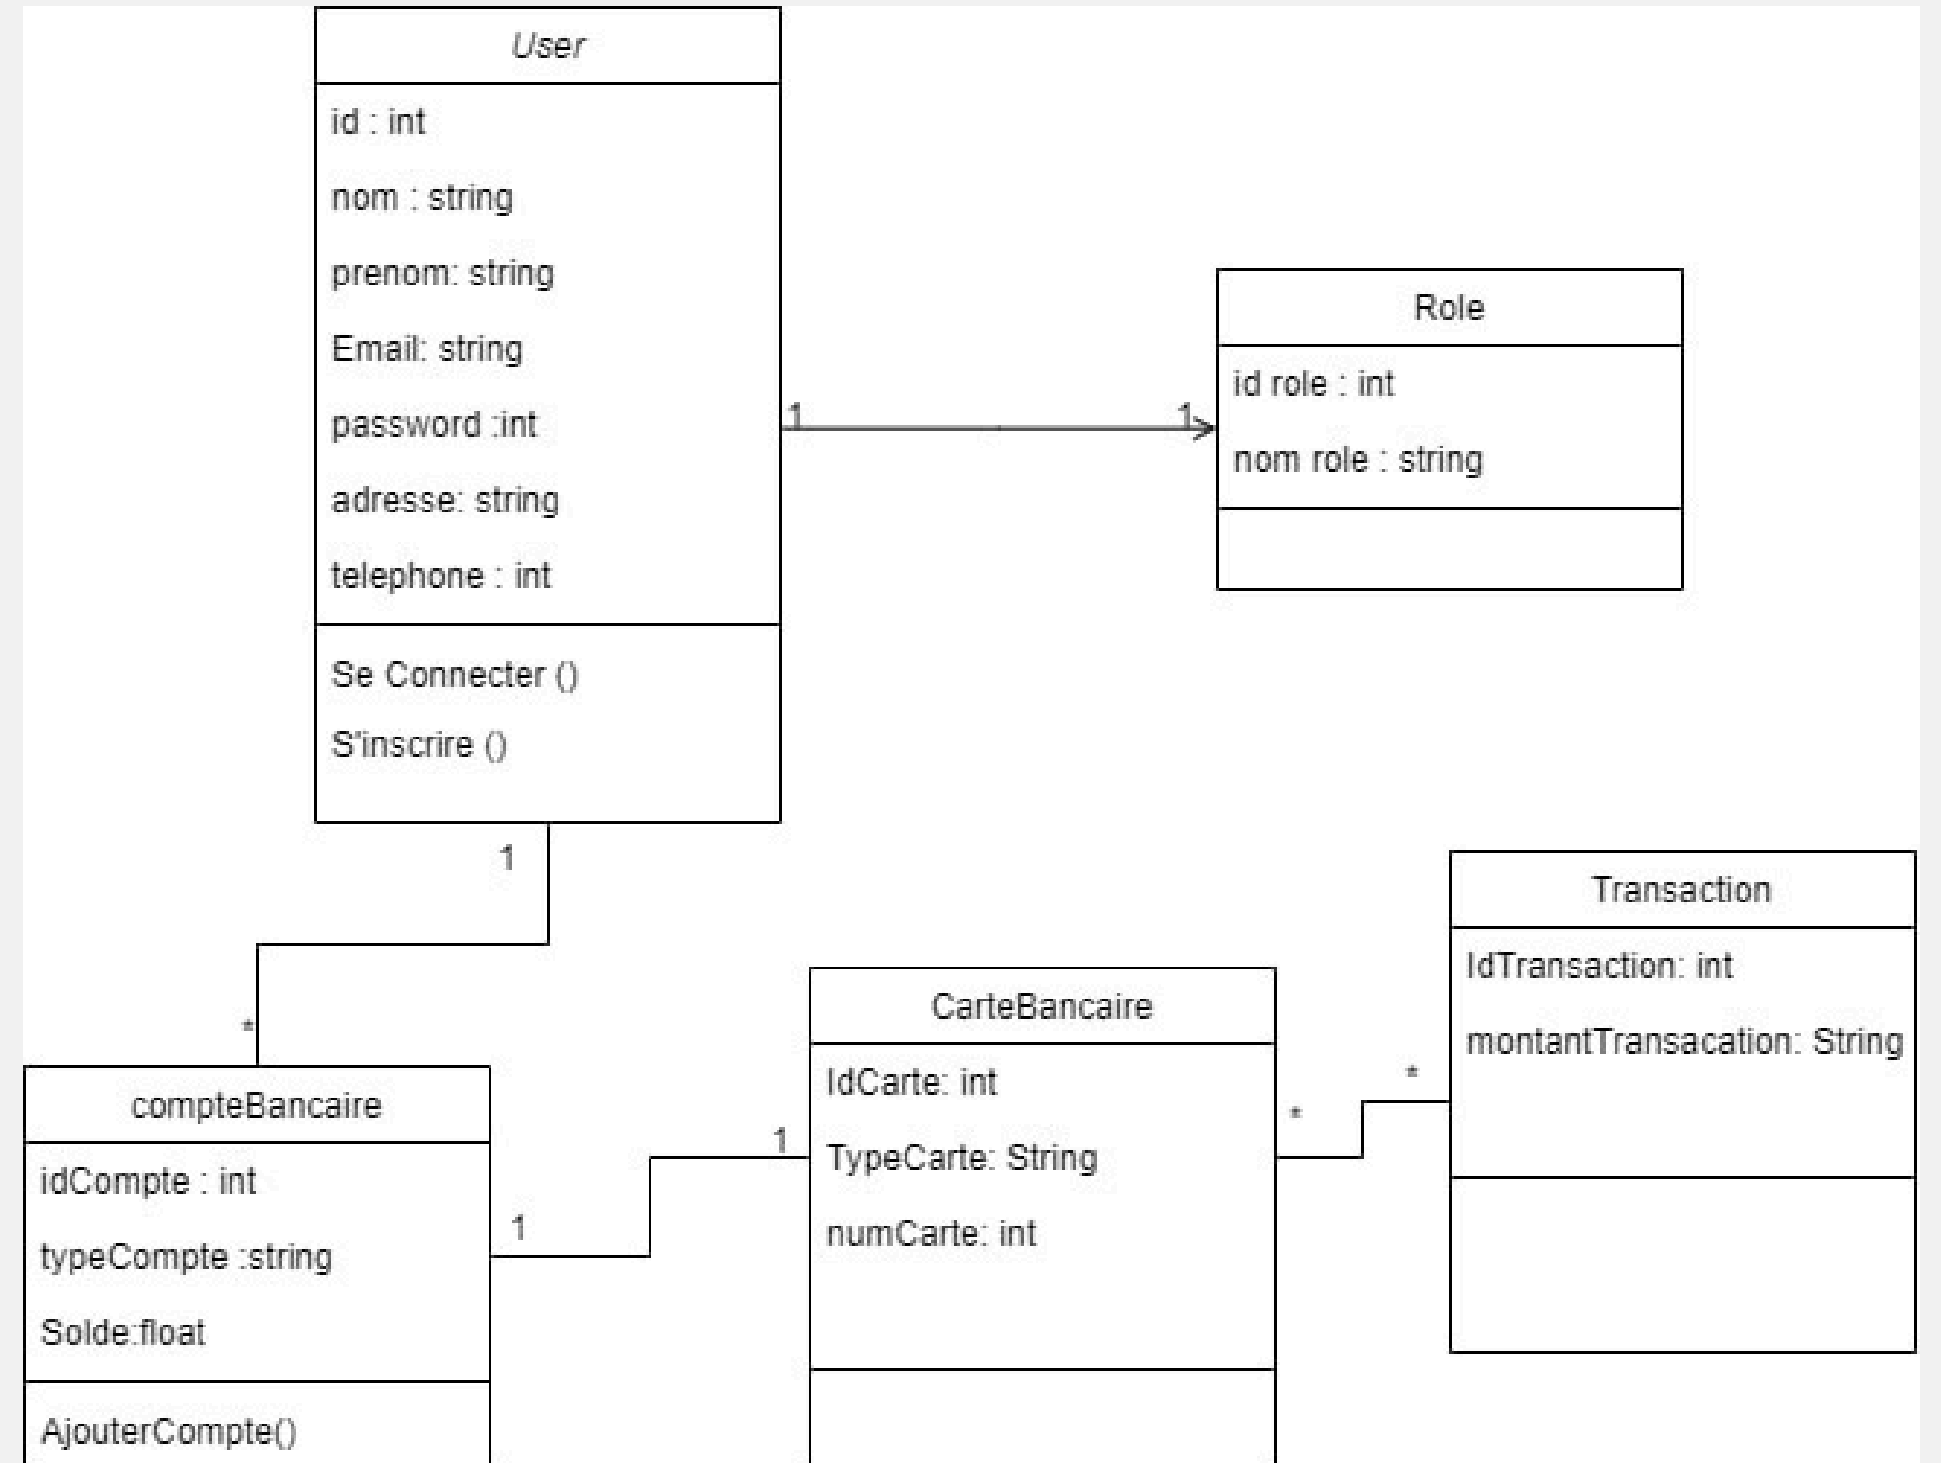 User
id : int
nom : string
prenom: string
Email: string
password :int
adresse: string
telephone : int
Se Connecter ()
S'inscrire ()
1
1
Role
id role : int
nom role : string
1
*
compteBancaire
idCompte : int
typeCompte :string
Solde:float
AjouterCompte()
1
1
CarteBancaire
IdCarte: int
TypeCarte: String
numCarte: int
*
*
Transaction
IdTransaction: int
montantTransacation: String